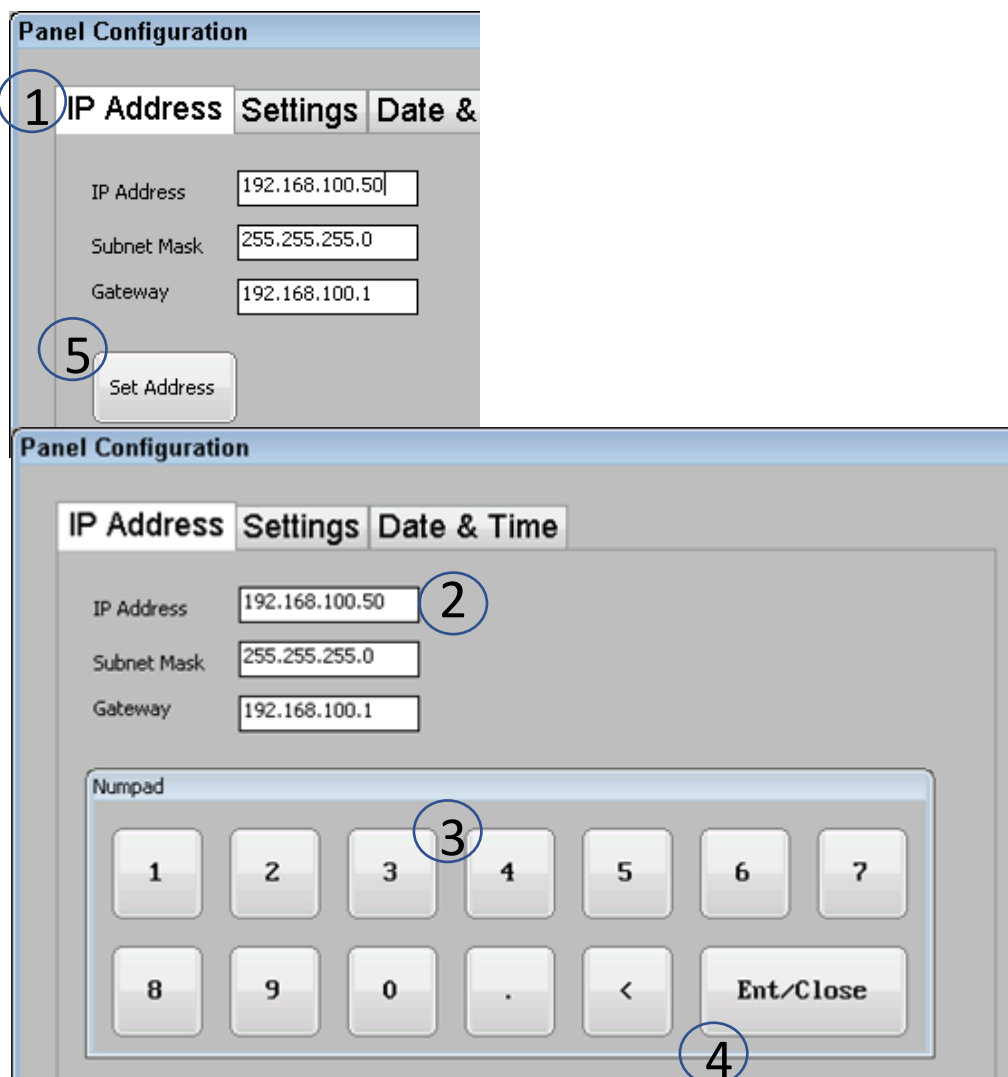 Panel Configuration
1 IP Address Settings Date &
IP Address 192.168.100.50
Subnet Mask 255.255.255.0
Gateway 192.168.100.1
5
Set Address
Panel Configuration
IP Address Settings Date & Time
IP Address 192.168.100.50 2
Subnet Mask 255.255.255.0
Gateway 192.168.100.1
Numpad
3
1 2 3 4 5 6 7
8 9 0 . < Ent/Close
4